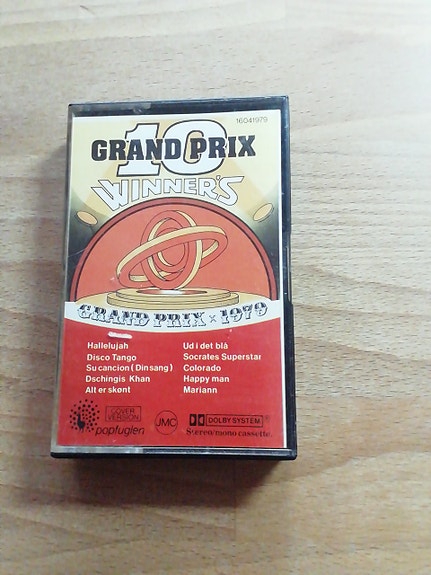 16041979
10
GRAND PRIX
WINNER'S
GRAND PRIX × 1979
Hallelujah
Disco Tango
Su cancion (Din sang)
Dschingis Khan
Alt er skønt
Ud i det blå
Socrates Superstar
Colorado
Happy man
Mariann
COVER VERSION
popfuglen
JMC
DOLBY SYSTEM®
Stereo/mono cassette